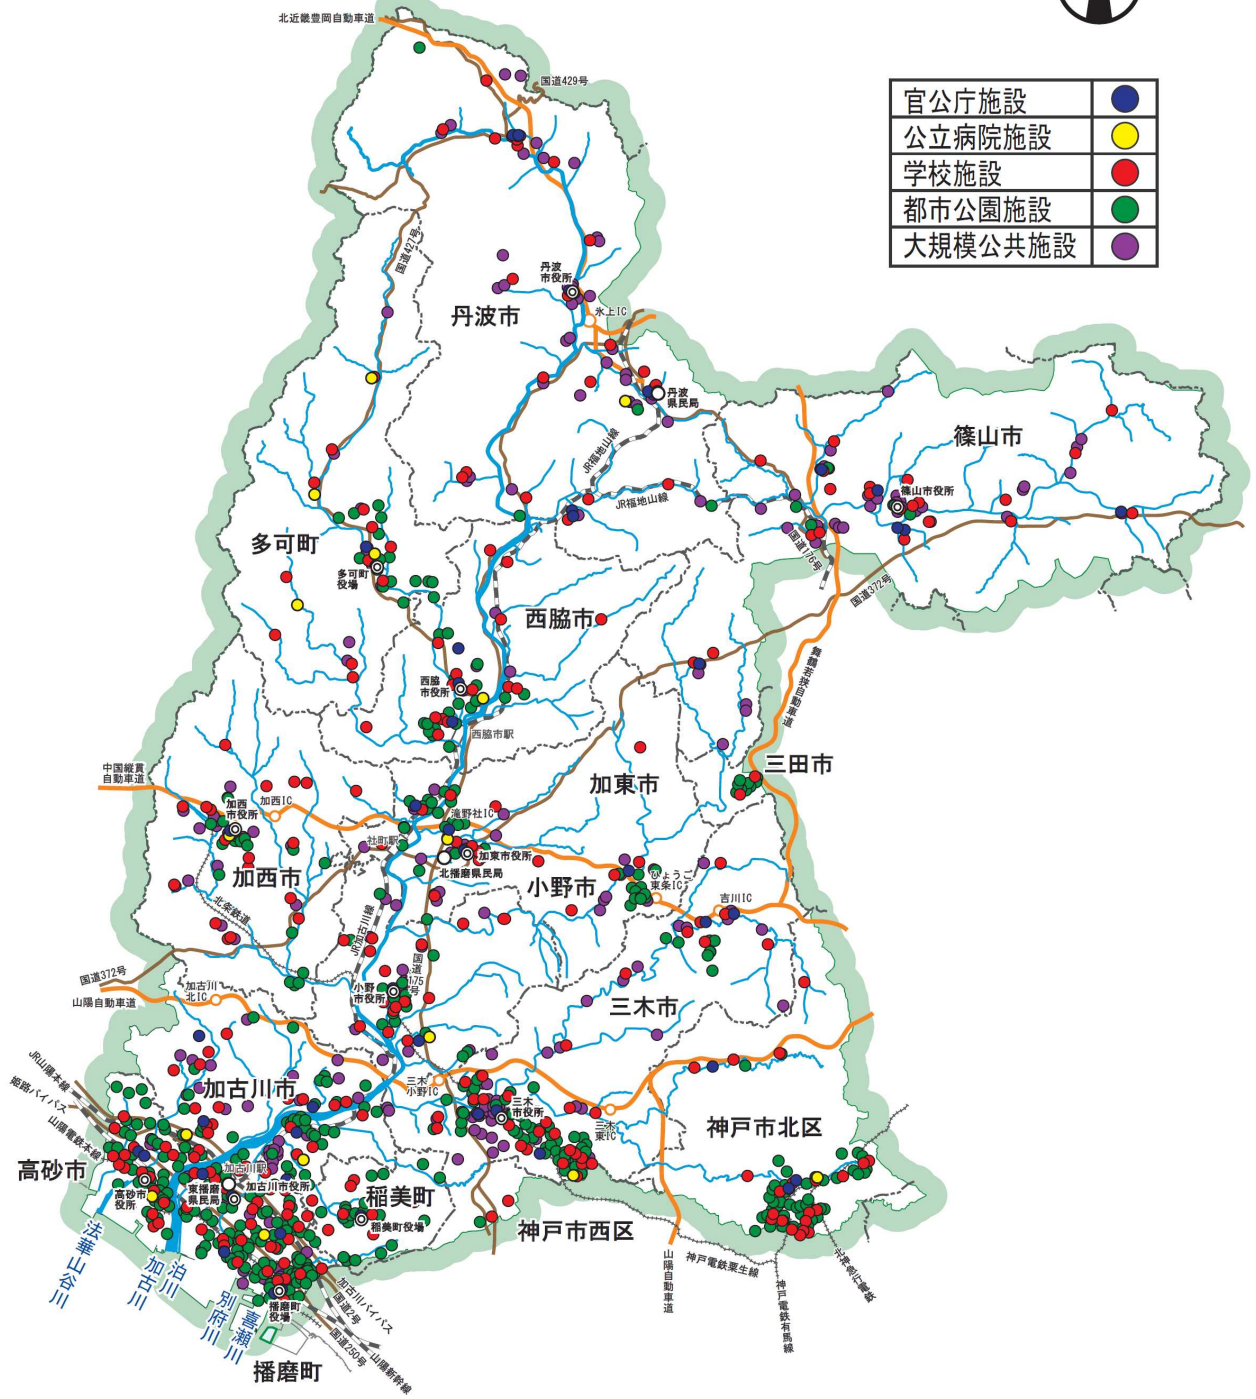 北近畿豊岡自動車道
国道429号
官公庁施設
公立病院施設
学校施設
都市公園施設
大規模公共施設
国道427号
丹波
市役所
丹波市
氷上IC
丹波
県民局
篠山市
JR福地山線
JR福地山線
篠山市役所
多可町
多可町
役場
国道176号
国道372号
西脇市
舞鶴若狭自動車道
西脇
市役所
西脇市駅
三田市
中国縦貫
自動車道
加西
市役所
加西IC
加東市
滝野社IC
社町駅
加東市役所
北播磨県民局
加西市
小野市
ひょうご
東条IC
吉川IC
北条鉄道
JR加古川線
国道175号
国道372号
山陽自動車道
加古川
北IC
小野
市役所
三木市
JR山陽本線
姫路バイパス
山陽電鉄本線
加古川市
三木
小野IC
三木
市役所
三木
東IC
神戸市北区
高砂市
高砂市
役所
加古川駅
東播磨
県民局
加古川市役所
稲美町
稲美町役場
神戸市西区
法華山谷川
加古川
泊川
別府川
喜瀬川
播磨町
役場
加古川バイパス
国道2号
国道250号
山陽新幹線
播磨町
山陽自動車道
神戸電鉄粟生線
神戸電鉄有馬線